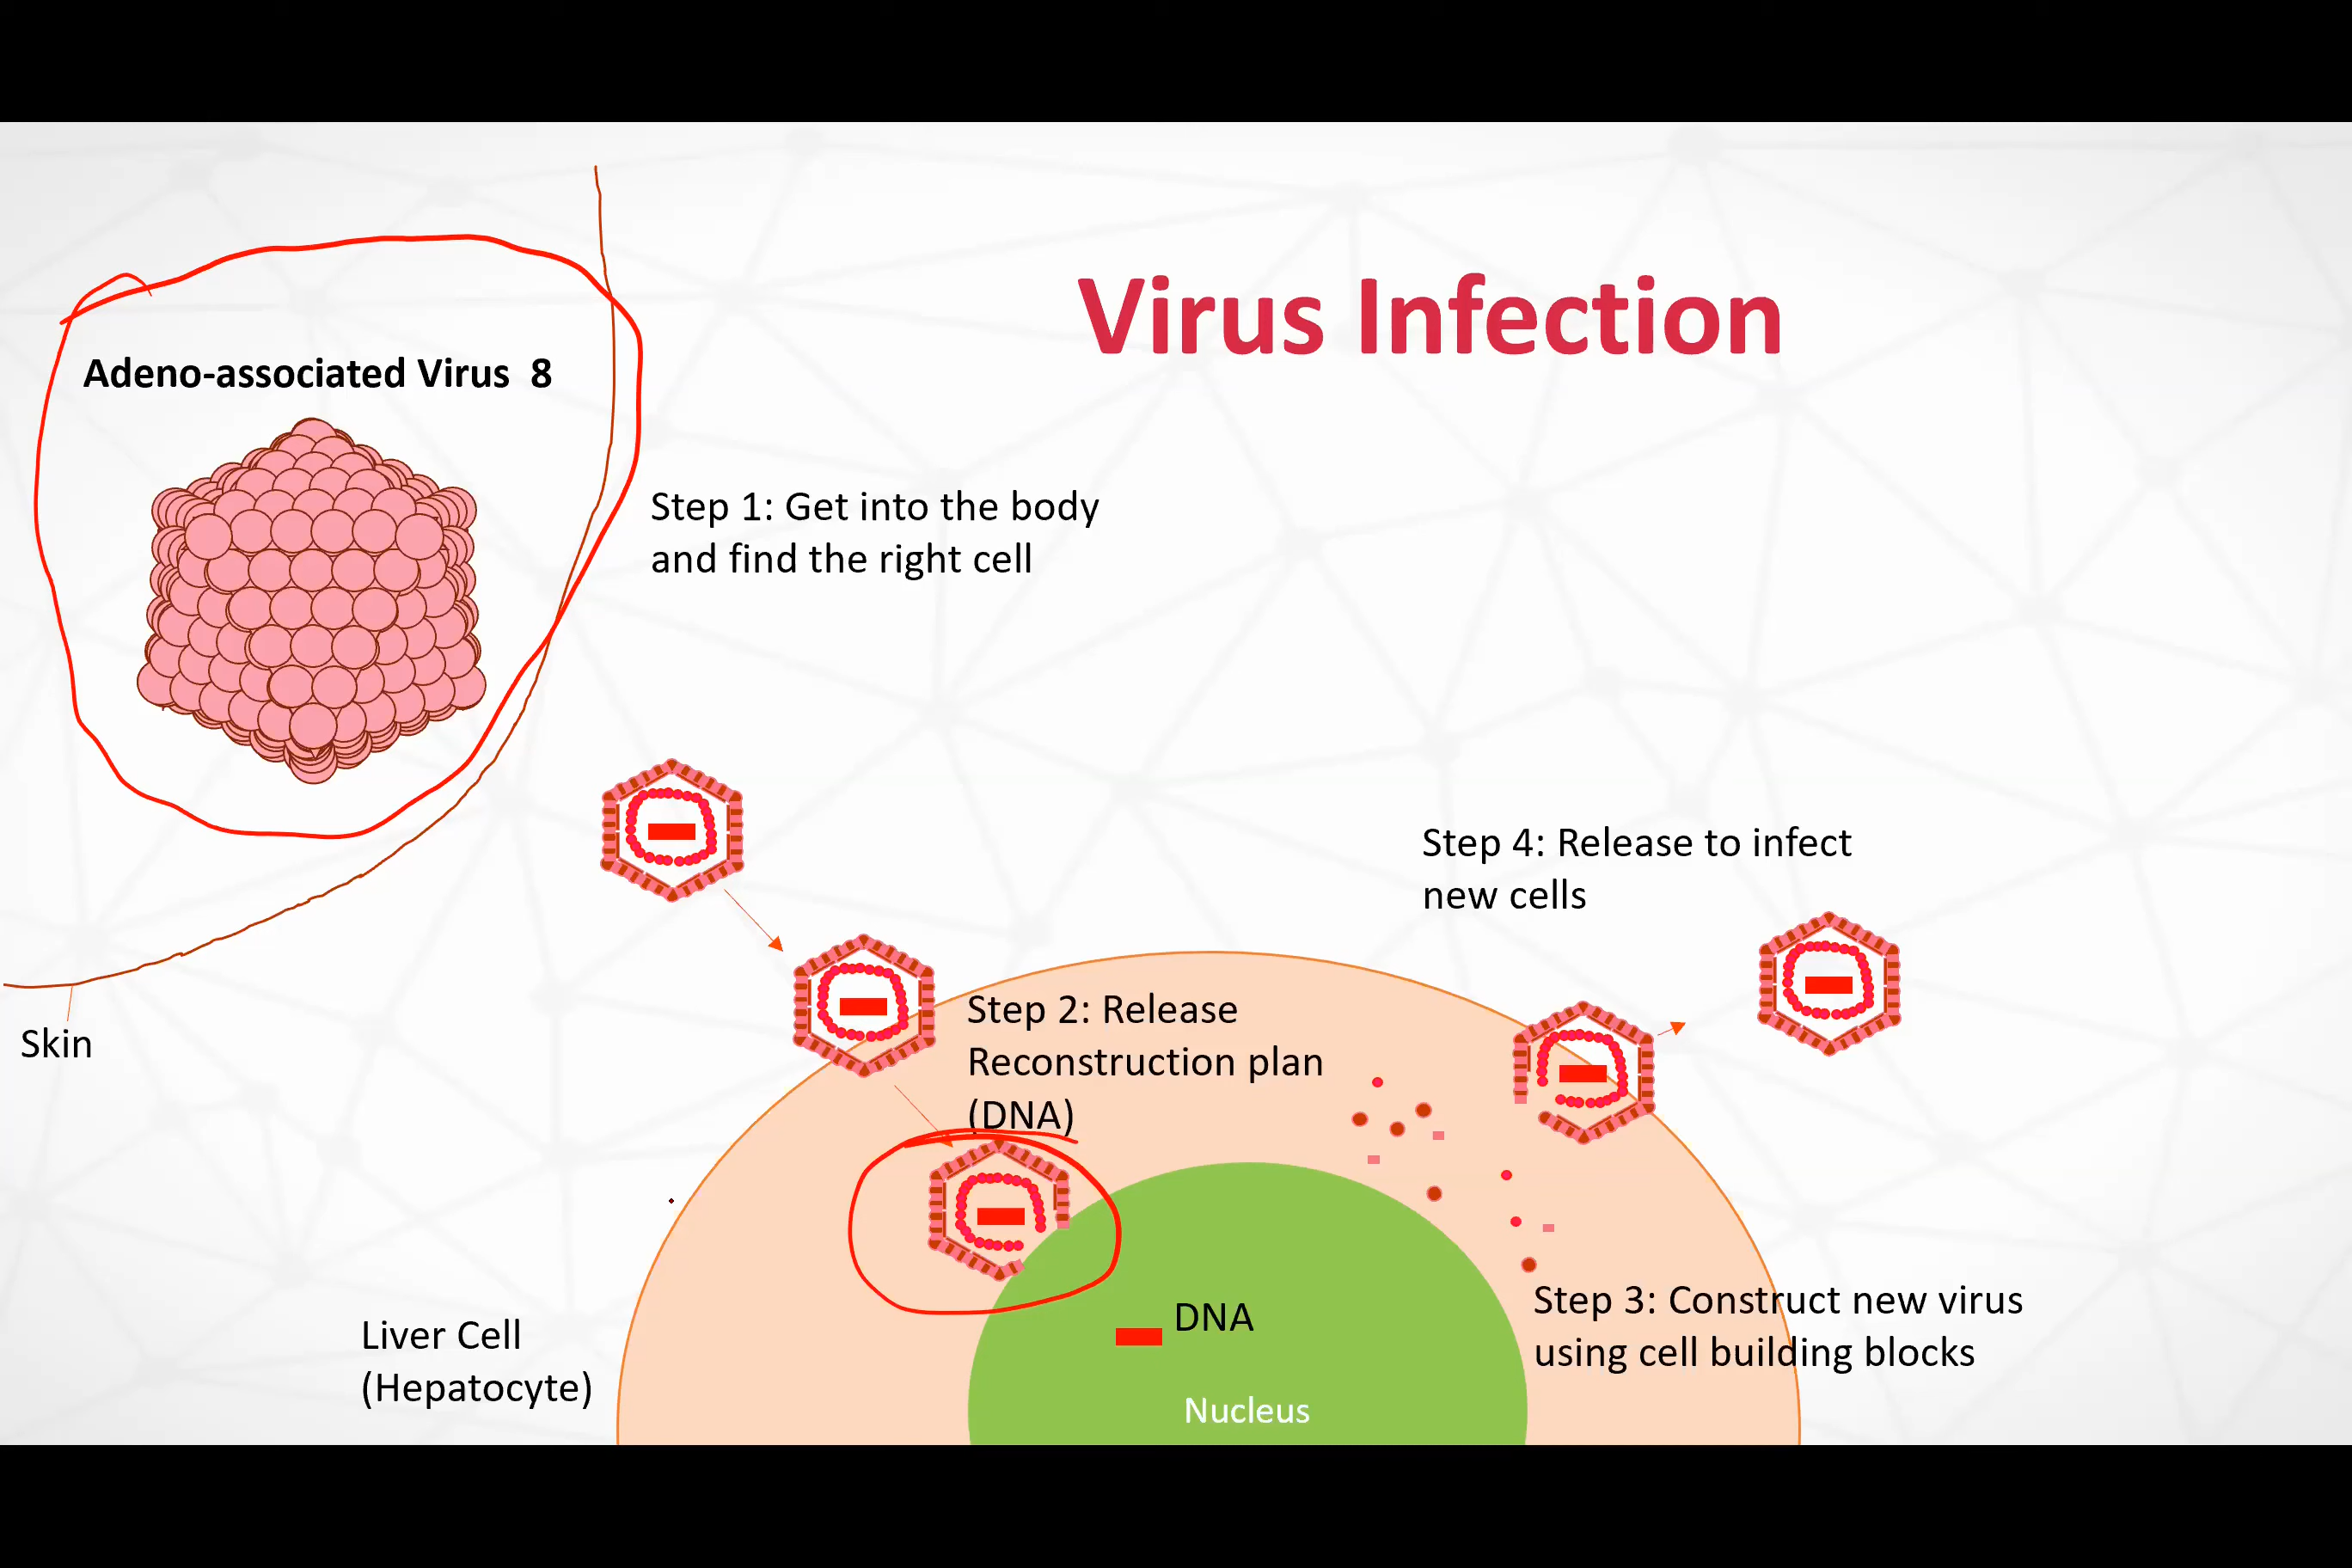 Virus Infection
Adeno-associated Virus 8
Step 1: Get into the body
and find the right cell
Skin
Step 2: Release
Reconstruction plan
(DNA)
Step 4: Release to infect
new cells
Step 3: Construct new virus
using cell building blocks
DNA
Nucleus
Liver Cell
(Hepatocyte)